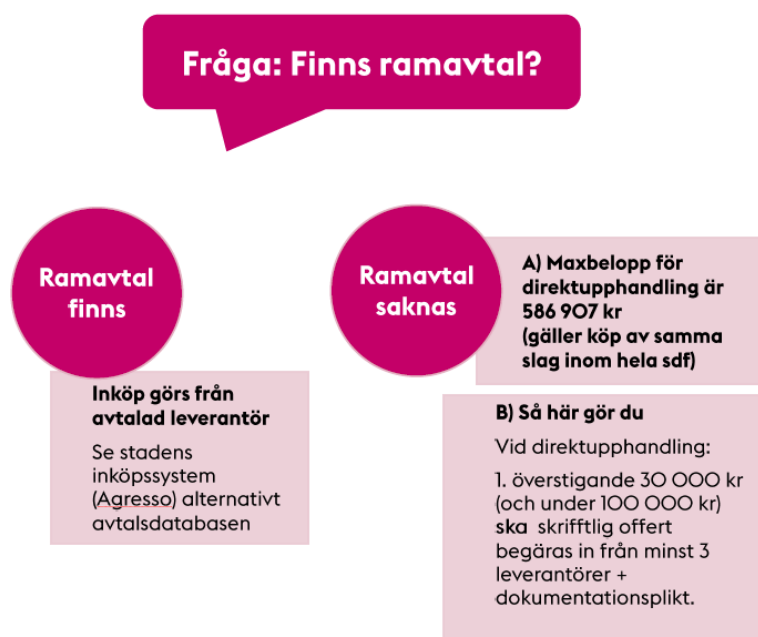 Fråga: Finns ramavtal?
Ramavtal
finns
Inköp görs från
avtalad leverantör
Se stadens
inköpssystem
(Agresso) alternativt
avtalsdatabasen
Ramavtal
saknas
A) Maxbelopp för
direktupphandling är
586 907 kr
(gäller köp av samma
slag inom hela sdf)
B) Så här gör du
Vid direktupphandling:
1. överstigande 30 000 kr
(och under 100 000 kr)
ska skrifftlig offert
begäras in från minst 3
leverantörer +
dokumentationsplikt.